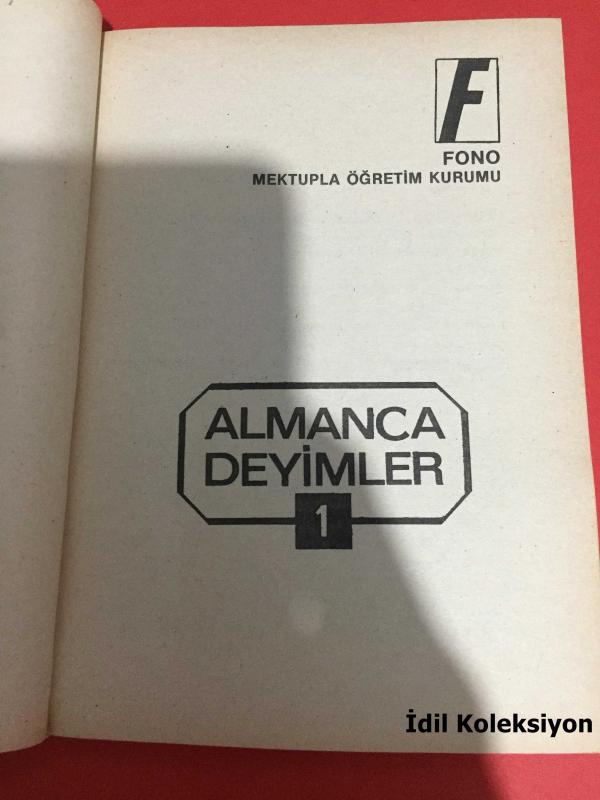 F
FONO
MEKTUPLA ÖĞRETİM KURUMU
ALMANCA
DEYİMLER
1
İdil Koleksiyon